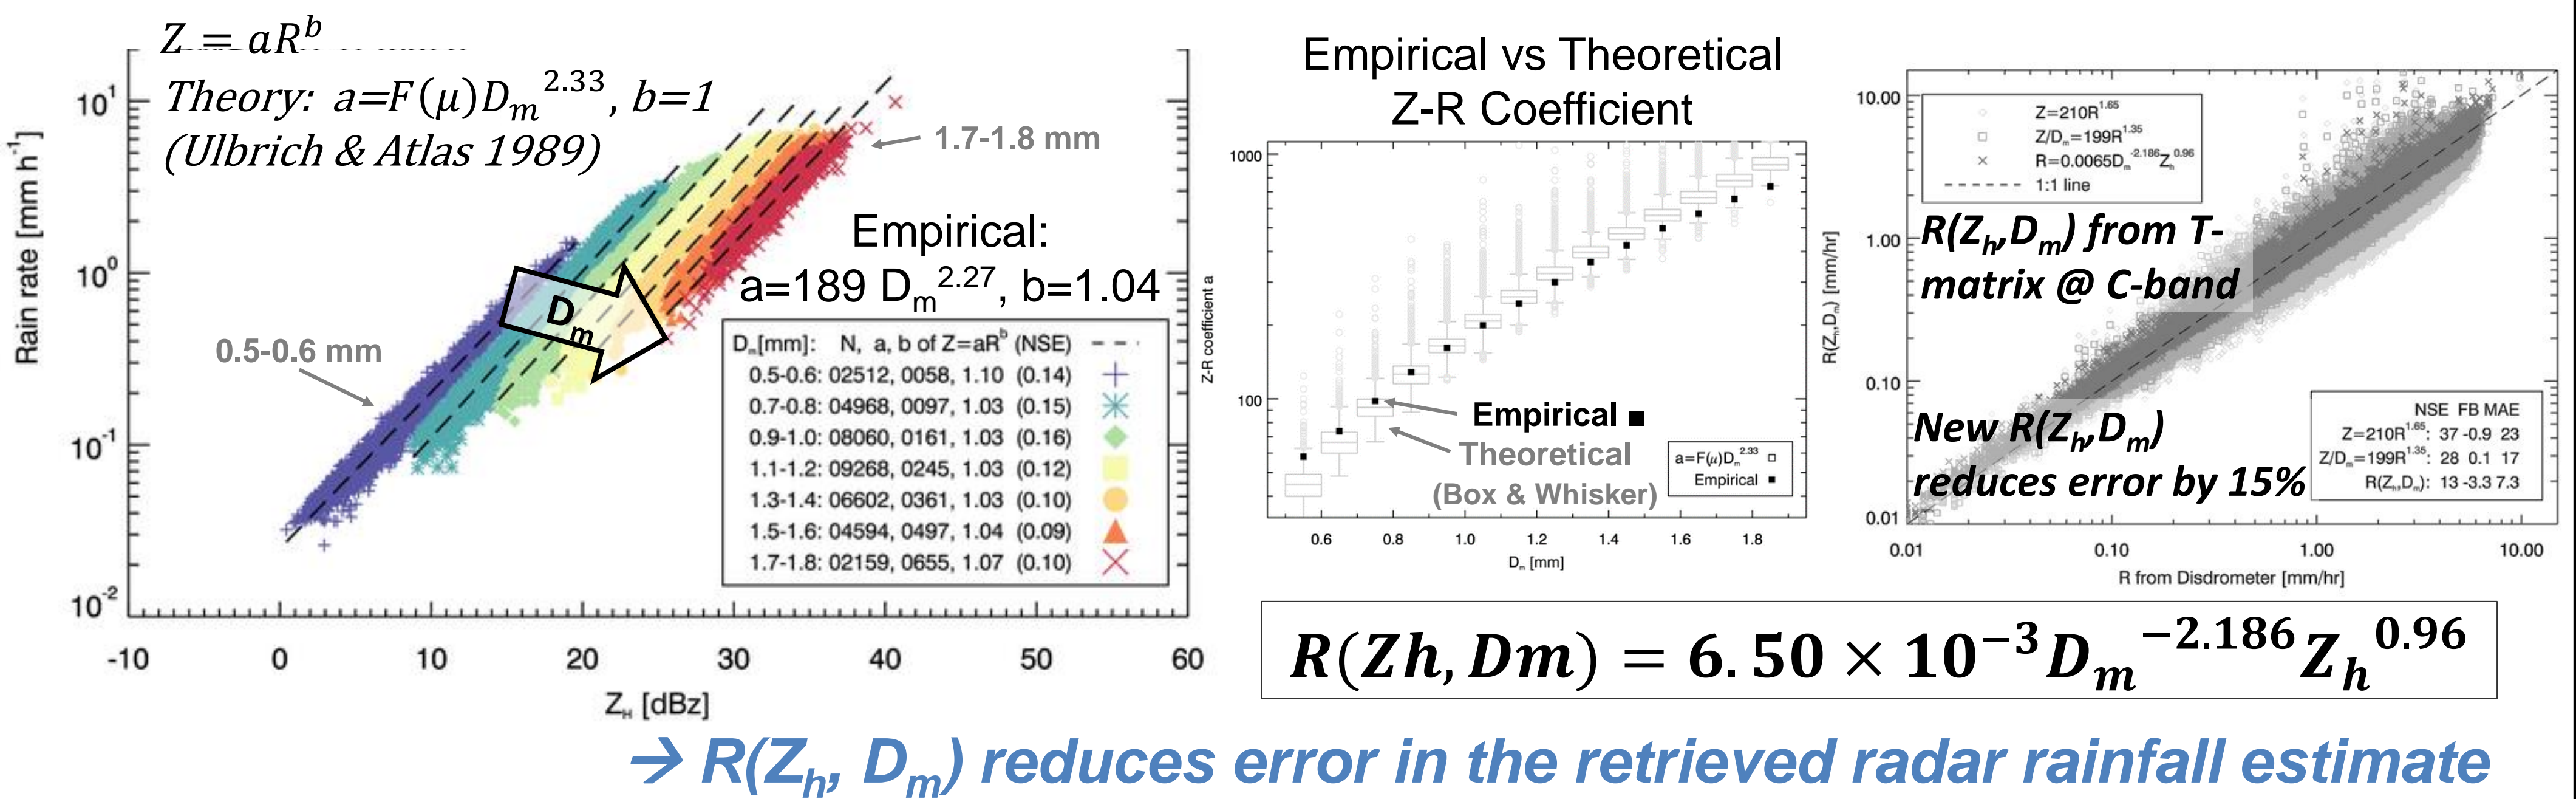 Z = aR^b
Theory: a=F(μ)D_m^2.33, b=1
(Ulbrich & Atlas 1989)
Rain rate [mm h^-1]
10^1
10^0
10^-1
10^-2
1.7-1.8 mm
0.5-0.6 mm
D_m
Empirical:
a=189 D_m^2.27, b=1.04
D_m[mm]: N, a, b of Z=aR^b (NSE)
0.5-0.6: 02512, 0058, 1.10 (0.14)
0.7-0.8: 04968, 0097, 1.03 (0.15)
0.9-1.0: 08060, 0161, 1.03 (0.16)
1.1-1.2: 09268, 0245, 1.03 (0.12)
1.3-1.4: 06602, 0361, 1.03 (0.10)
1.5-1.6: 04594, 0497, 1.04 (0.09)
1.7-1.8: 02159, 0655, 1.07 (0.10)
-10 0 10 20 30 40 50 60
Z_H [dBz]
Empirical vs Theoretical
Z-R Coefficient
Z-R coefficient a
1000
100
Empirical ■
Theoretical
(Box & Whisker)
a=F(μ)D_m^2.33 □
Empirical ■
0.6 0.8 1.0 1.2 1.4 1.6 1.8
D_m [mm]
R(Z_h,D_m) [mm/hr]
10.00
1.00
0.10
0.01
Z=210R^1.65
Z/D_m=199R^1.35
R=0.0065D_m^-2.186 Z_h^0.96
1:1 line
R(Z_h,D_m) from T-
matrix @ C-band
New R(Z_h,D_m)
reduces error by 15%
NSE FB MAE
Z=210R^1.65: 37 -0.9 23
Z/D_m=199R^1.35: 28 0.1 17
R(Z_h,D_m): 13 -3.3 7.3
0.01 0.10 1.00 10.00
R from Disdrometer [mm/hr]
R(Zh, Dm) = 6.50 × 10^-3 D_m^-2.186 Z_h^0.96
→ R(Z_h, D_m) reduces error in the retrieved radar rainfall estimate